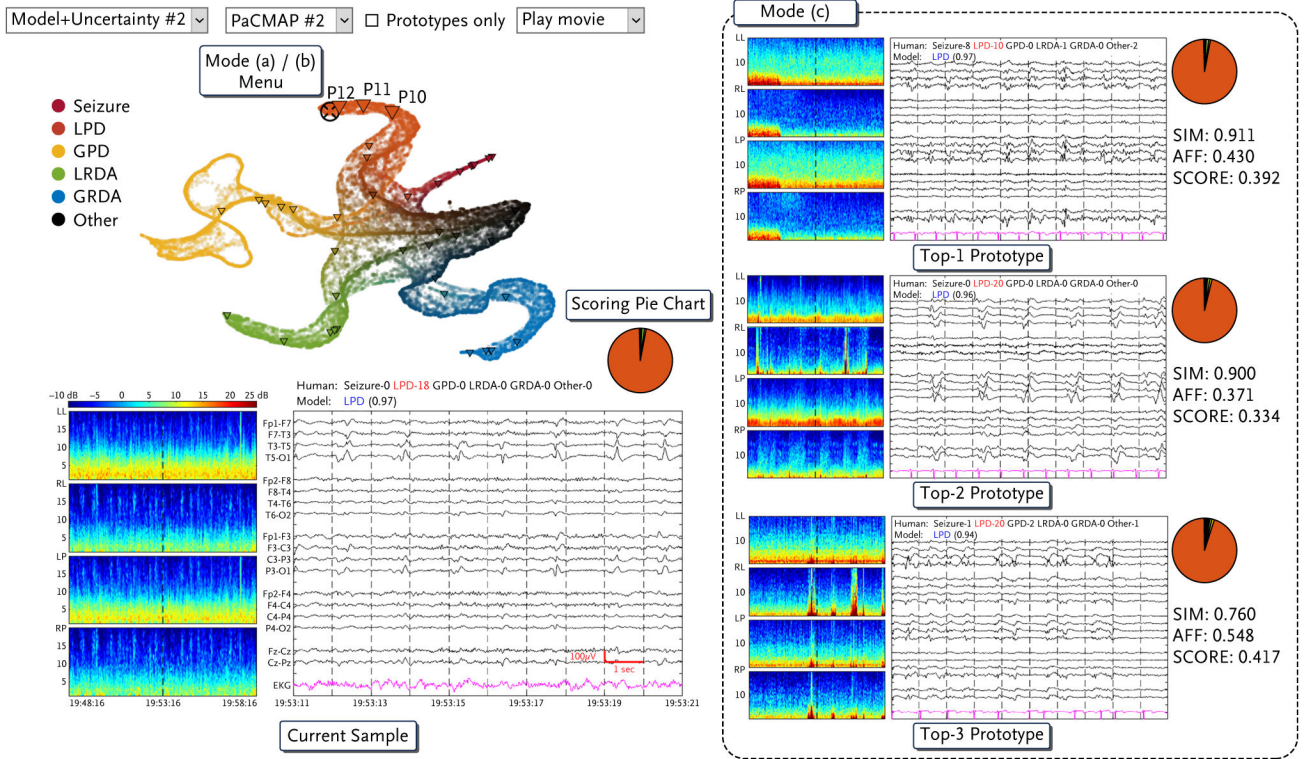 Model+Uncertainty #2
PaCMAP #2
Prototypes only
Play movie
Mode (a) / (b)
Menu
Seizure
LPD
GPD
LRDA
GRDA
Other
P12
P11
P10
Scoring Pie Chart
Human: Seizure-0 LPD-18 GPD-0 LRDA-0 GRDA-0 Other-0
Model: LPD (0.97)
−10 dB −5 0 5 10 15 20 25 dB
LL
15
10
5
RL
15
10
5
LP
15
10
5
RP
15
10
5
19:48:16 19:53:16 19:58:16
Fp1-F7
F7-T3
T3-T5
T5-O1
Fp2-F8
F8-T4
T4-T6
T6-O2
Fp1-F3
F3-C3
C3-P3
P3-O1
Fp2-F4
F4-C4
C4-P4
P4-O2
Fz-Cz
Cz-Pz
EKG
100μV
1 sec
19:53:11 19:53:13 19:53:15 19:53:17 19:53:19 19:53:21
Current Sample
Mode (c)
LL
10
RL
10
LP
10
RP
10
Human: Seizure-8 LPD-10 GPD-0 LRDA-1 GRDA-0 Other-2
Model: LPD (0.97)
SIM: 0.911
AFF: 0.430
SCORE: 0.392
Top-1 Prototype
LL
10
RL
10
LP
10
RP
10
Human: Seizure-0 LPD-20 GPD-0 LRDA-0 GRDA-0 Other-0
Model: LPD (0.96)
SIM: 0.900
AFF: 0.371
SCORE: 0.334
Top-2 Prototype
LL
10
RL
10
LP
10
RP
10
Human: Seizure-1 LPD-20 GPD-2 LRDA-0 GRDA-0 Other-1
Model: LPD (0.94)
SIM: 0.760
AFF: 0.548
SCORE: 0.417
Top-3 Prototype